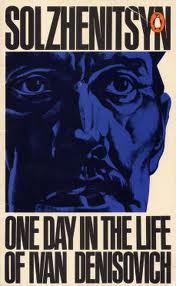 SOLZHENITSYN
ONE DAY IN THE LIFE
OF IVAN DENISOVICH